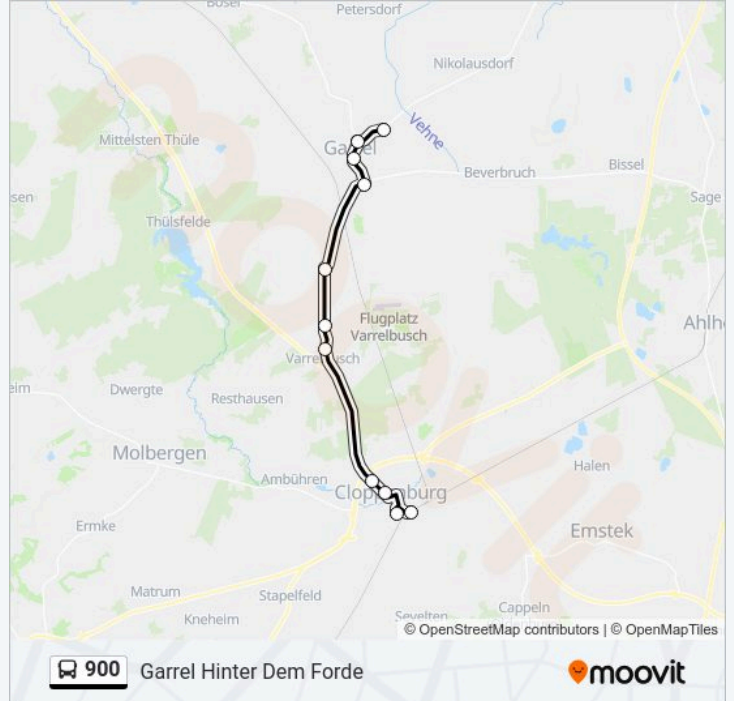 Bösel
Petersdorf
Nikolausdorf
Vehne
Mittelsten Thüle
Garrel
Beverbruch
Bissel
sen
Sage
Thülsfelde
Flugplatz
Varrelbusch
Ahlh
Varrelbusch
eim
Dwergte
Resthausen
Molbergen
Halen
Ambühren
Cloppenburg
Ermke
Emstek
Matrum
Stapelfeld
Cappeln
Kneheim
Sevelten
© OpenStreetMap contributors | © OpenMapTiles
900 Garrel Hinter Dem Forde
moovit